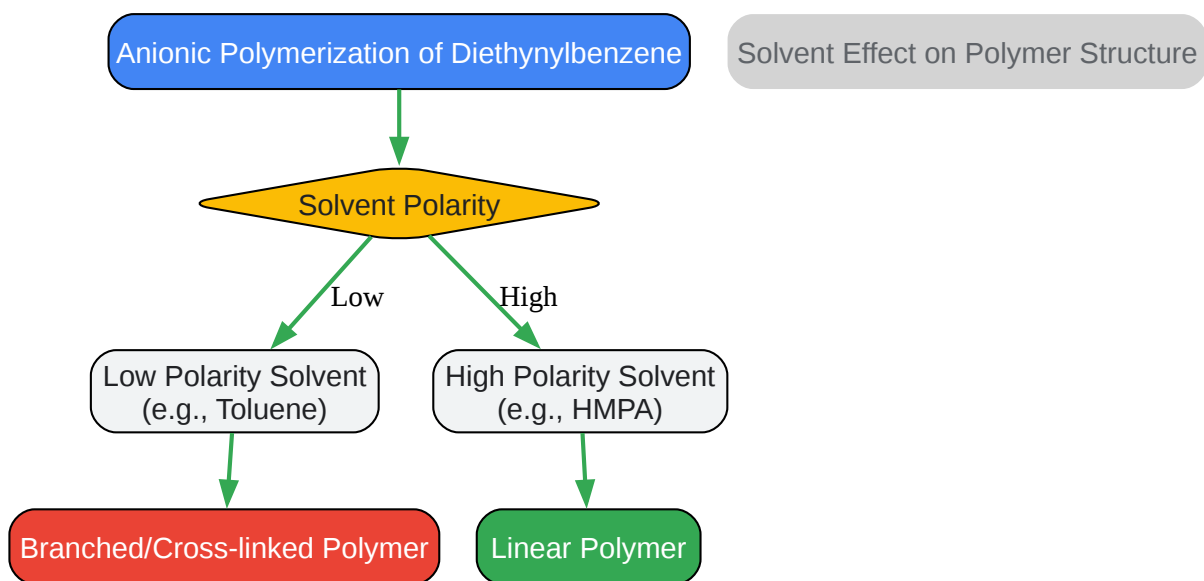 Anionic Polymerization of Diethynylbenzene
Solvent Effect on Polymer Structure
Solvent Polarity
Low
High
Low Polarity Solvent
(e.g., Toluene)
High Polarity Solvent
(e.g., HMPA)
Branched/Cross-linked Polymer
Linear Polymer